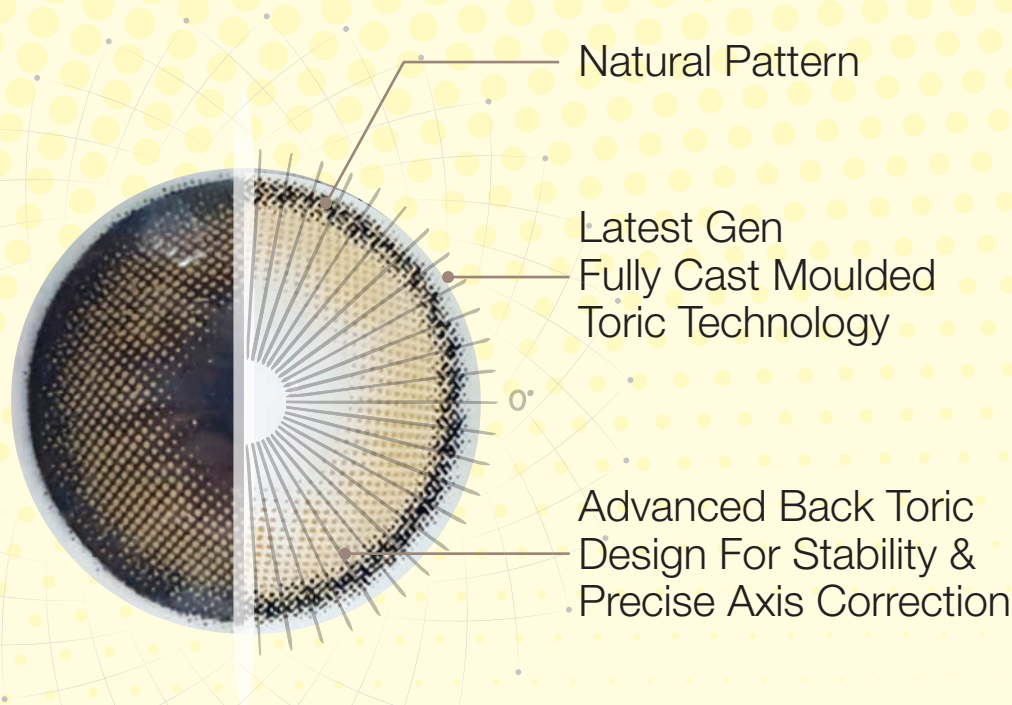 Natural Pattern
Latest Gen
Fully Cast Moulded
Toric Technology
0°
Advanced Back Toric
Design For Stability &
Precise Axis Correction